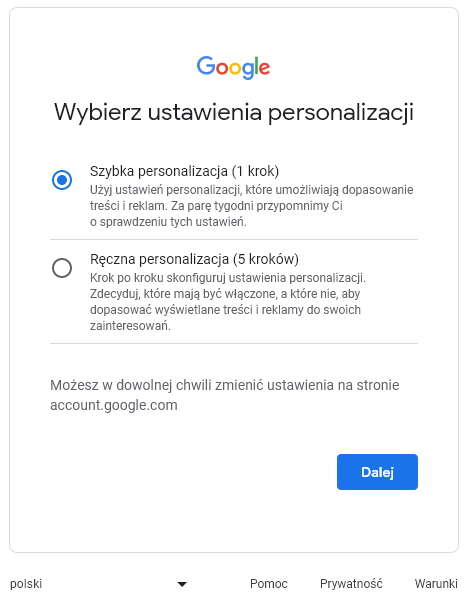 Google
Wybierz ustawienia personalizacji
Szybka personalizacja (1 krok)
Użyj ustawień personalizacji, które umożliwiają dopasowanie
treści i reklam. Za parę tygodni przypomnimy Ci
o sprawdzeniu tych ustawień.
Ręczna personalizacja (5 kroków)
Krok po kroku skonfiguruj ustawienia personalizacji.
Zdecyduj, które mają być włączone, a które nie, aby
dopasować wyświetlane treści i reklamy do swoich
zainteresowań.
Możesz w dowolnej chwili zmienić ustawienia na stronie
account.google.com
Dalej
polski Pomoc Prywatność Warunki